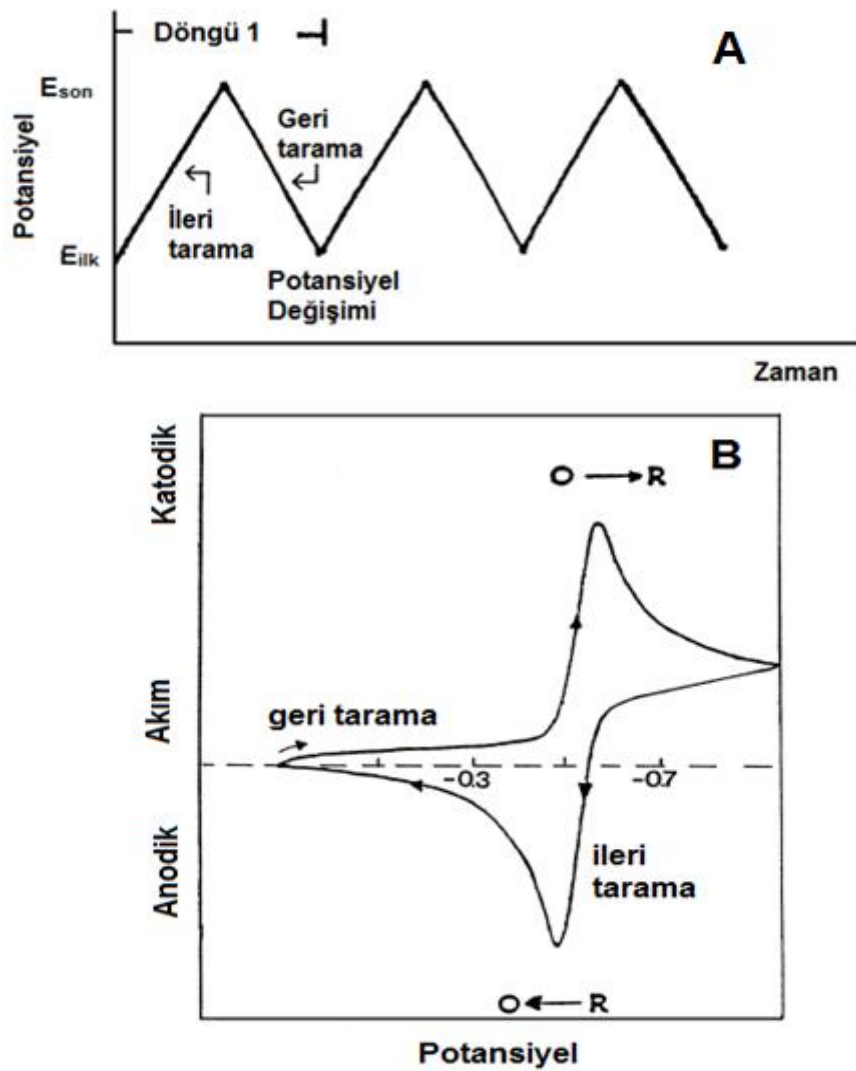 Döngü 1
A
Eson
Potansiyel
Geri
tarama
İleri
tarama
Eilk
Potansiyel
Değişimi
Zaman
B
Katodik
O → R
Akım
geri tarama
-0.3
-0.7
Anodik
ileri
tarama
O ← R
Potansiyel